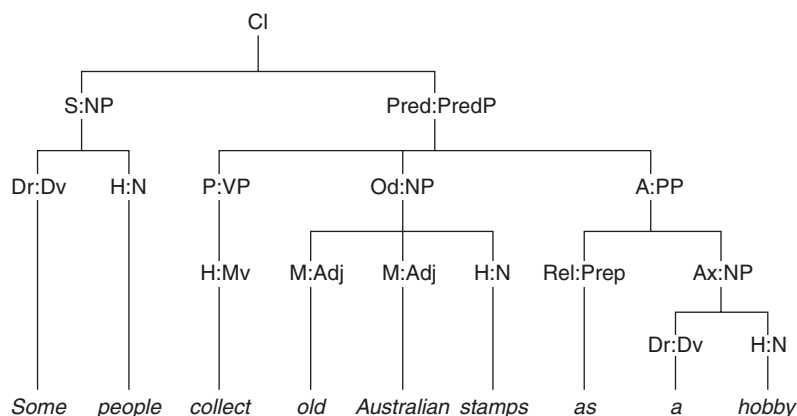 Cl
S:NP Pred:PredP
Dr:Dv H:N P:VP Od:NP A:PP
H:Mv M:Adj M:Adj H:N Rel:Prep Ax:NP
Dr:Dv H:N
Some people collect old Australian stamps as a hobby